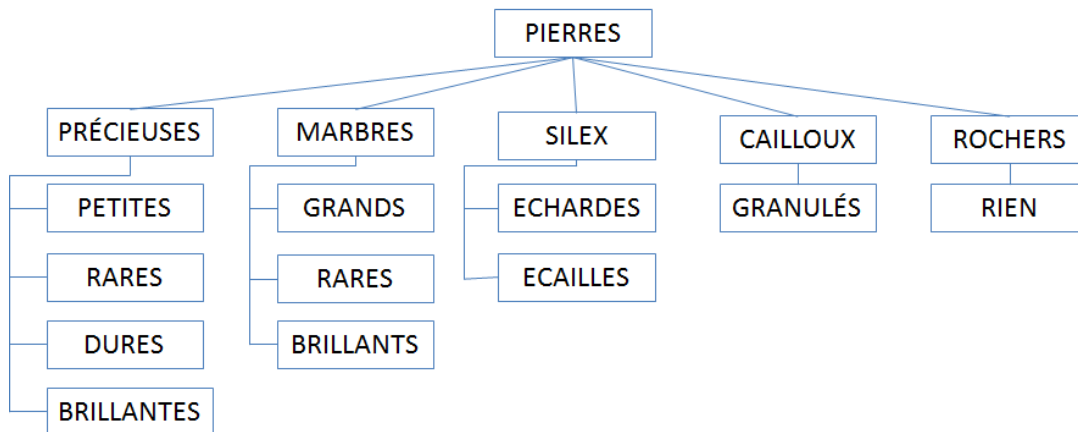 PIERRES
PRÉCIEUSES
MARBRES
SILEX
CAILLOUX
ROCHERS
PETITES
GRANDS
ECHARDES
GRANULÉS
RIEN
RARES
RARES
ECAILLES
DURES
BRILLANTS
BRILLANTES